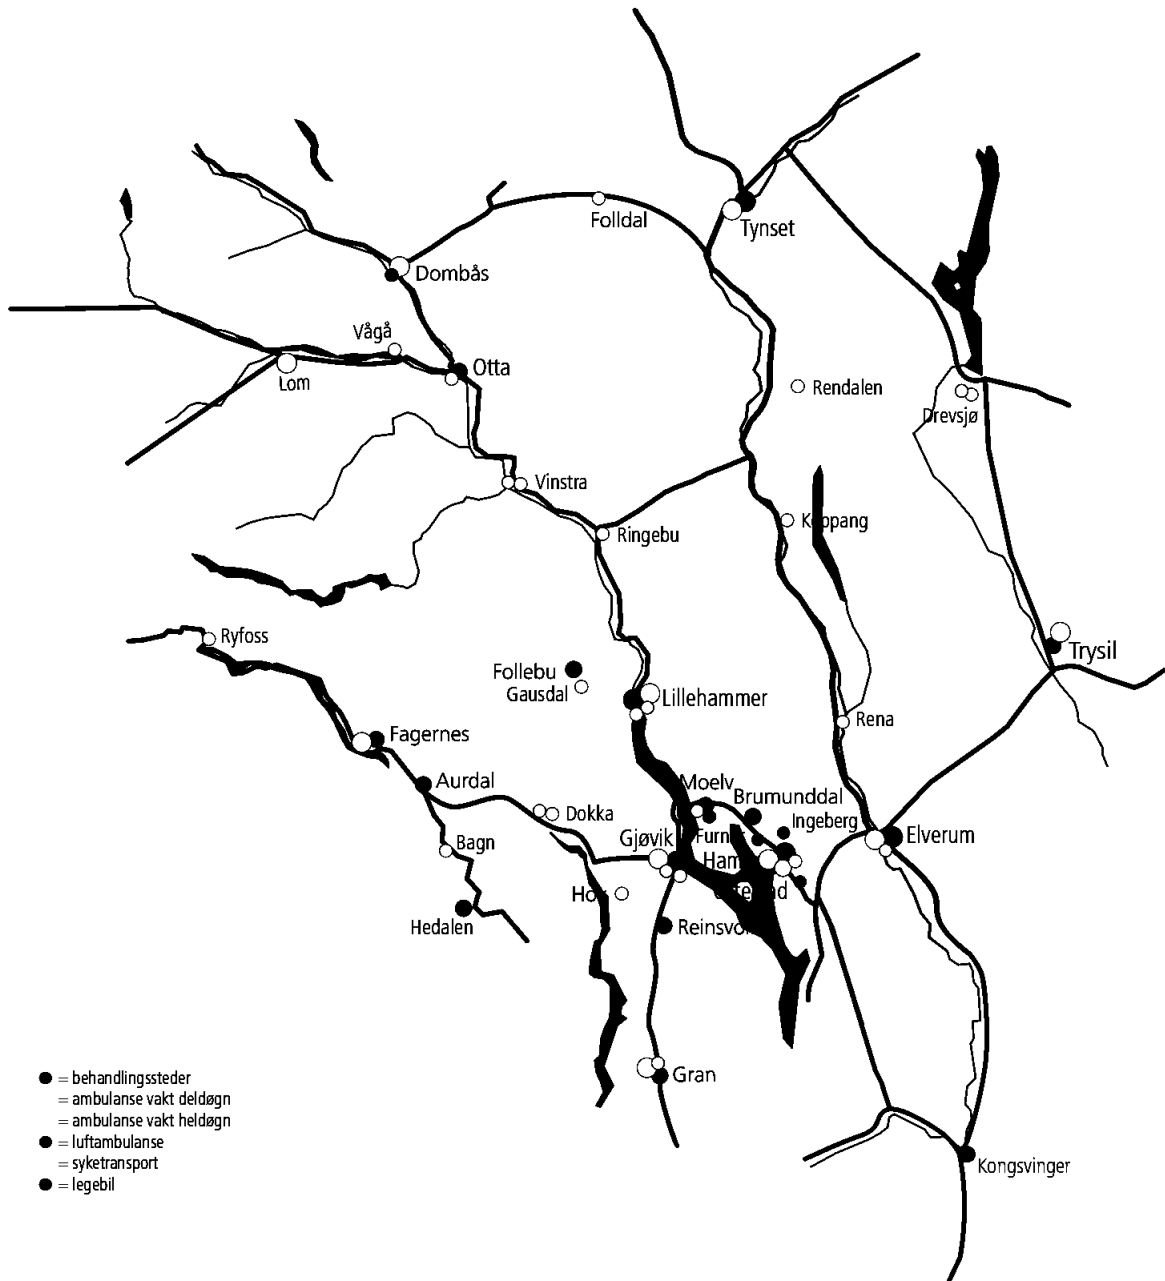 Folldal
Tynset
Dombås
Vågå
Otta
Lom
Rendalen
Drevsjø
Vinstra
Koppang
Ringebu
Ryfoss
Trysil
Follebu
Gausdal
Lillehammer
Rena
Fagernes
Aurdal
Moelv
Brumunddal
Dokka
Ingeberg
Gjøvik
Elverum
Bagn
Hedalen
Gran
= behandlingssteder
= ambulanse vakt deldøgn
= ambulanse vakt heldøgn
= luftambulanse
= syketransport
= legebil
Kongsvinger